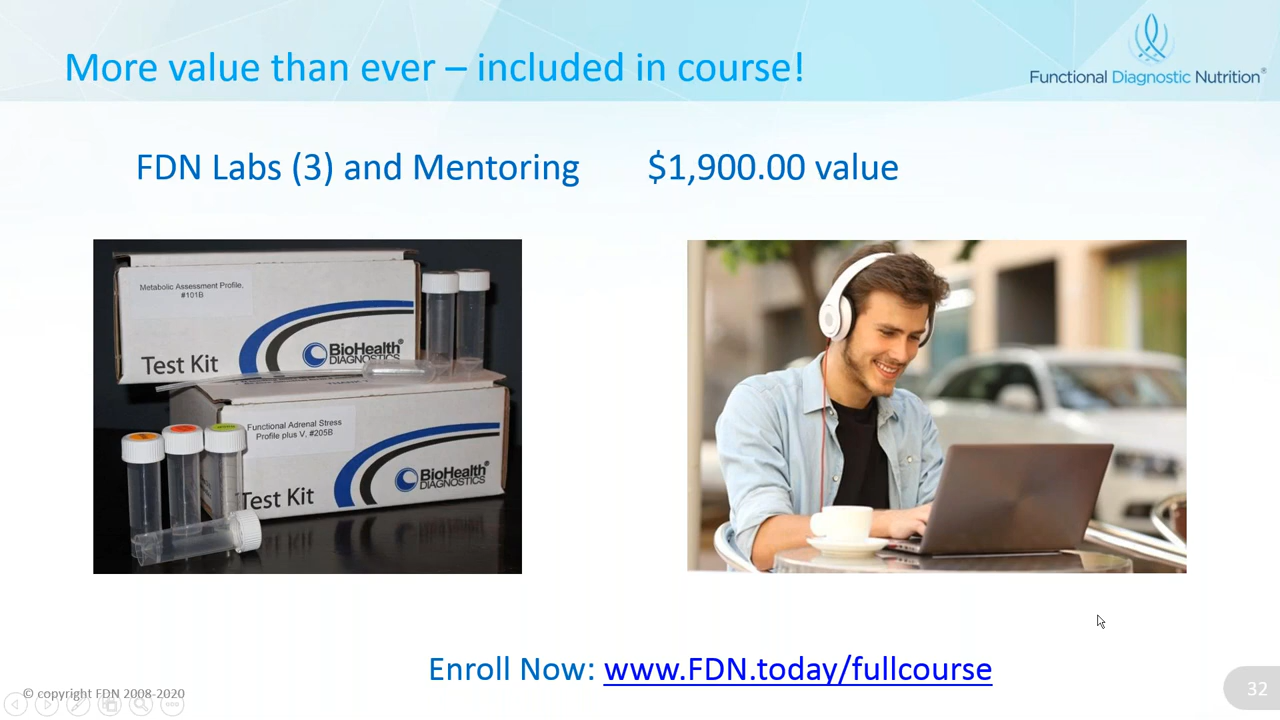 More value than ever – included in course!
Functional Diagnostic Nutrition®
FDN Labs (3) and Mentoring
$1,900.00 value
Metabolic Assessment Profile,
#101B
Test Kit
BioHealth®
DIAGNOSTICS
Functional Adrenal Stress
Profile plus V, #205B
Test Kit
BioHealth®
DIAGNOSTICS
Enroll Now: www.FDN.today/fullcourse
© copyright FDN 2008-2020
32